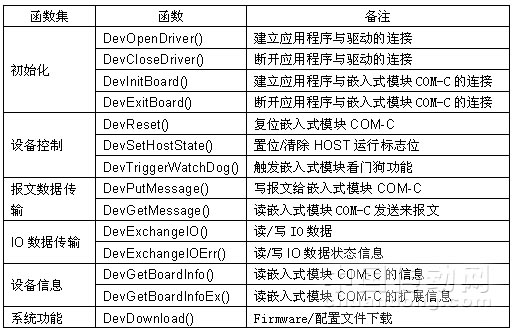 函数集 函数 备注
初始化 DevOpenDriver() 建立应用程序与驱动的连接
DevCloseDriver() 断开应用程序与驱动的连接
DevInitBoard() 建立应用程序与嵌入式模块 COM-C 的连接
DevExitBoard() 断开应用程序与嵌入式模块 COM-C 的连接
设备控制 DevReset() 复位嵌入式模块 COM-C
DevSetHostState() 置位/清除 HOST 运行标志位
DevTriggerWatchDog() 触发嵌入式模块看门狗功能
报文数据传输 DevPutMessage() 写报文给嵌入式模块 COM-C
DevGetMessage() 读嵌入式模块 COM-C 发送来报文
IO 数据传输 DevExchangeIO() 读/写 IO 数据
DevExchangeIOErr() 读/写 IO 数据状态信息
设备信息 DevGetBoardInfo() 读嵌入式模块 COM-C 的信息
DevGetBoardInfoEx() 读嵌入式模块 COM-C 的扩展信息
系统功能 DevDownload() Firmware/配置文件下载